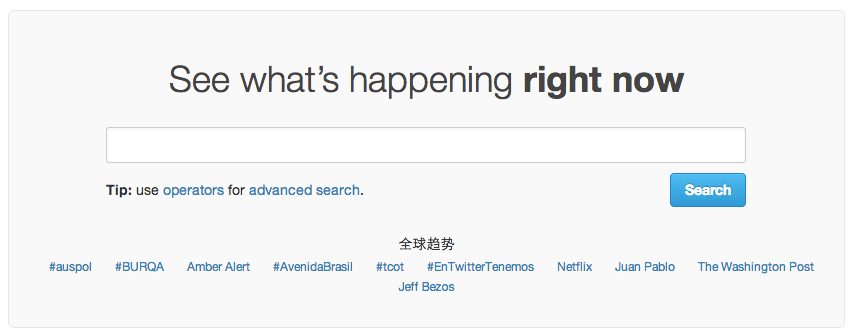 See what’s happening right now
Tip: use operators for advanced search.
Search
全球趋势
#auspol #BURQA Amber Alert #AvenidaBrasil #tcot #EnTwitterTenemos Netflix Juan Pablo The Washington Post
Jeff Bezos